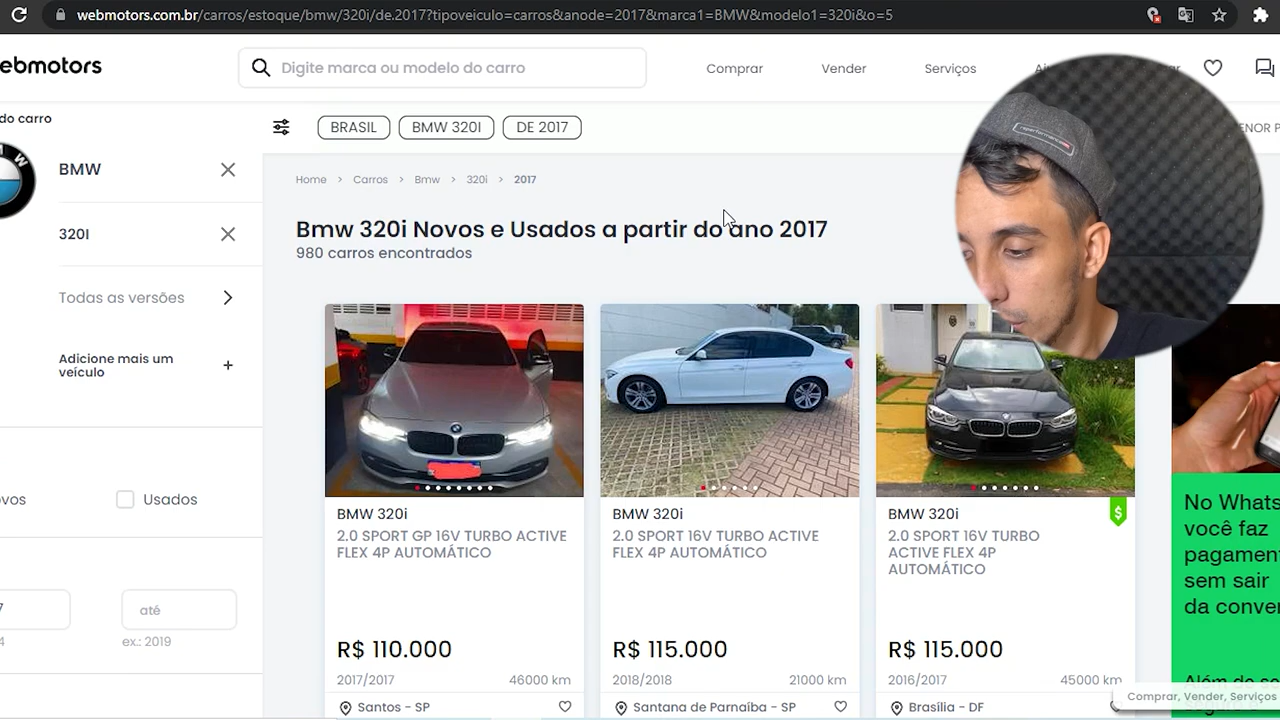 webmotors.com.br/carros/estoque/bmw/320i/de.2017?tipoveiculo=carros&anode=2017&marca1=BMW&modelo1=320i&o=5
ebmotors
Digite marca ou modelo do carro
Comprar
Vender
Serviços
do carro
BRASIL
BMW 320I
DE 2017
ENOR P
BMW
Home > Carros > Bmw > 320i > 2017
320I
Bmw 320i Novos e Usados a partir do ano 2017
980 carros encontrados
Todas as versões
Adicione mais um
veículo
ovos
Usados
7
até
4
ex.: 2019
BMW 320i
2.0 SPORT GP 16V TURBO ACTIVE
FLEX 4P AUTOMÁTICO
R$ 110.000
2017/2017
46000 km
Santos - SP
BMW 320i
2.0 SPORT 16V TURBO ACTIVE
FLEX 4P AUTOMÁTICO
R$ 115.000
2018/2018
21000 km
Santana de Parnaíba - SP
BMW 320i
$
2.0 SPORT 16V TURBO
ACTIVE FLEX 4P
AUTOMÁTICO
R$ 115.000
2016/2017
45000 km
Brasília - DF
No Whats
você faz
pagamen
sem sair
da conver
Além de se
Comprar, Vender, Serviços